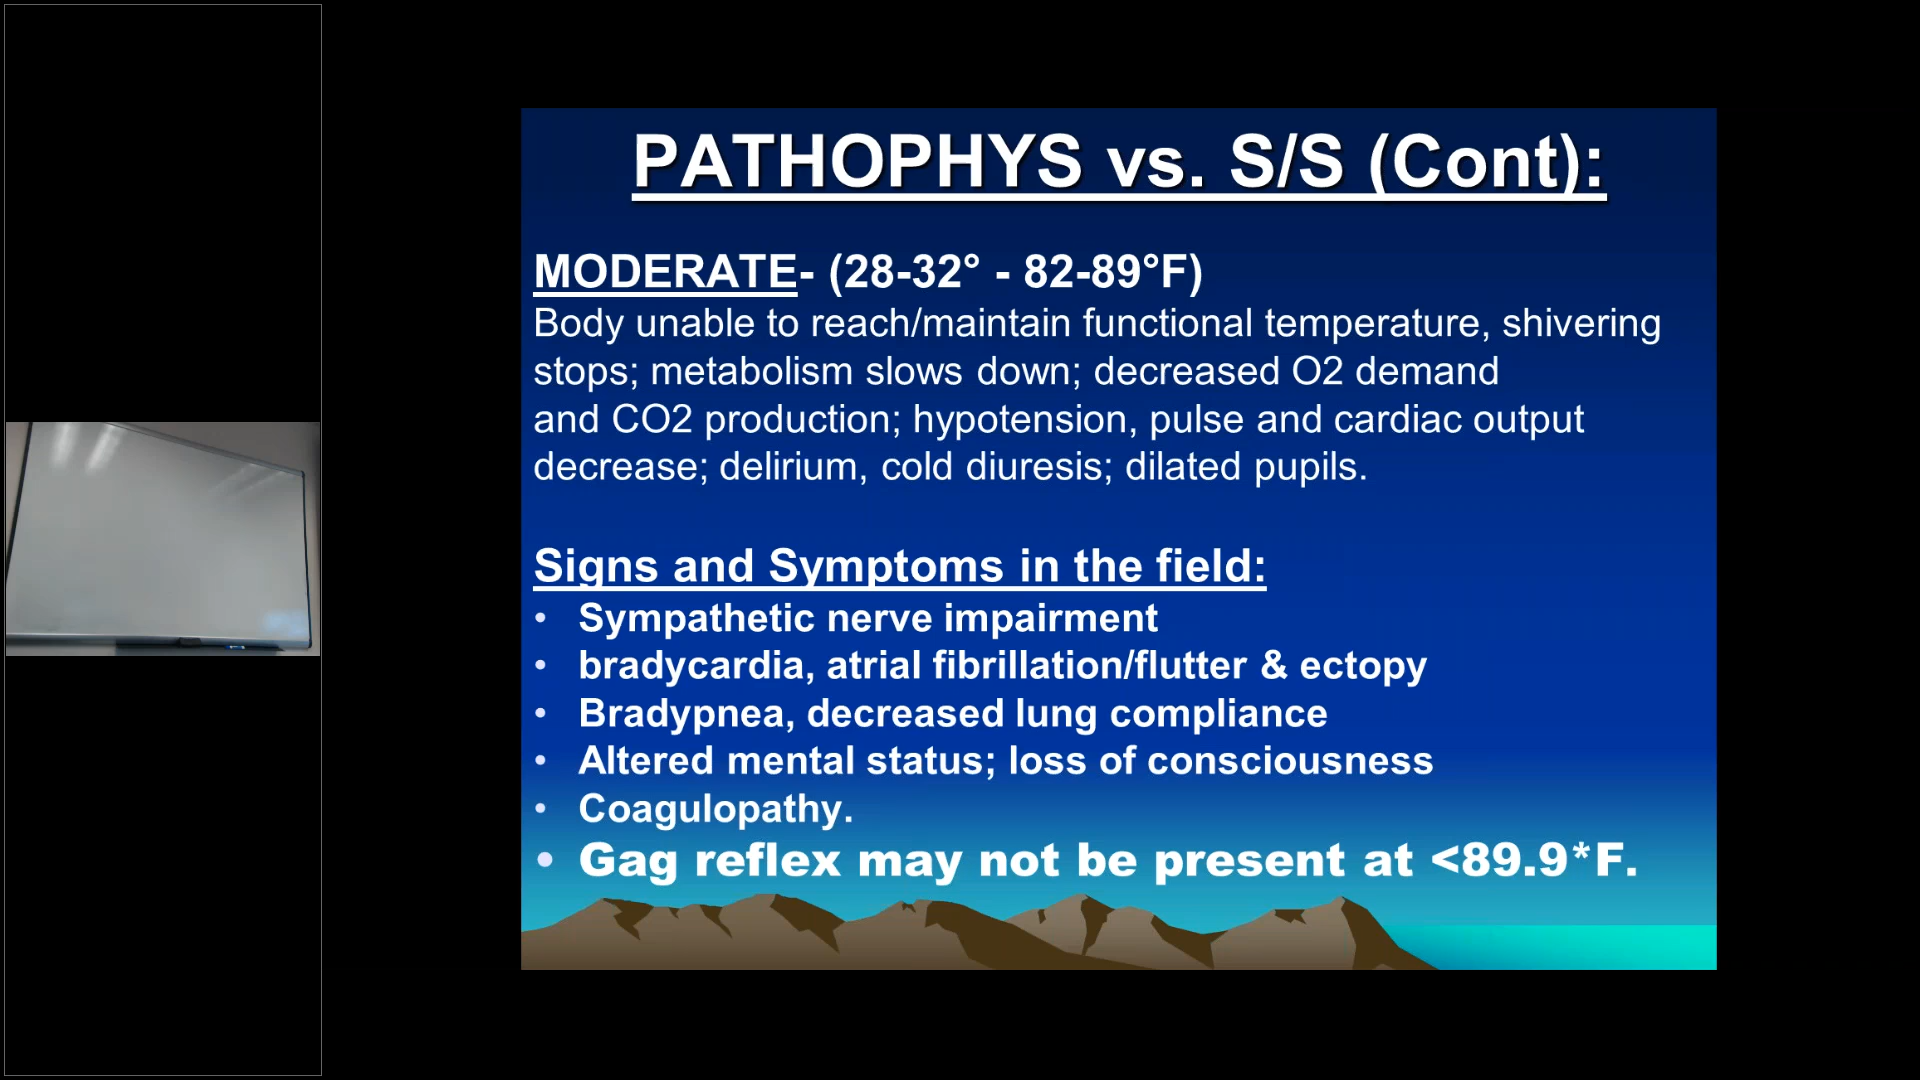 PATHOPHYS vs. S/S (Cont):
MODERATE- (28-32° - 82-89°F)
Body unable to reach/maintain functional temperature, shivering
stops; metabolism slows down; decreased O2 demand
and CO2 production; hypotension, pulse and cardiac output
decrease; delirium, cold diuresis; dilated pupils.
Signs and Symptoms in the field:
• Sympathetic nerve impairment
• bradycardia, atrial fibrillation/flutter & ectopy
• Bradypnea, decreased lung compliance
• Altered mental status; loss of consciousness
• Coagulopathy.
• Gag reflex may not be present at <89.9*F.